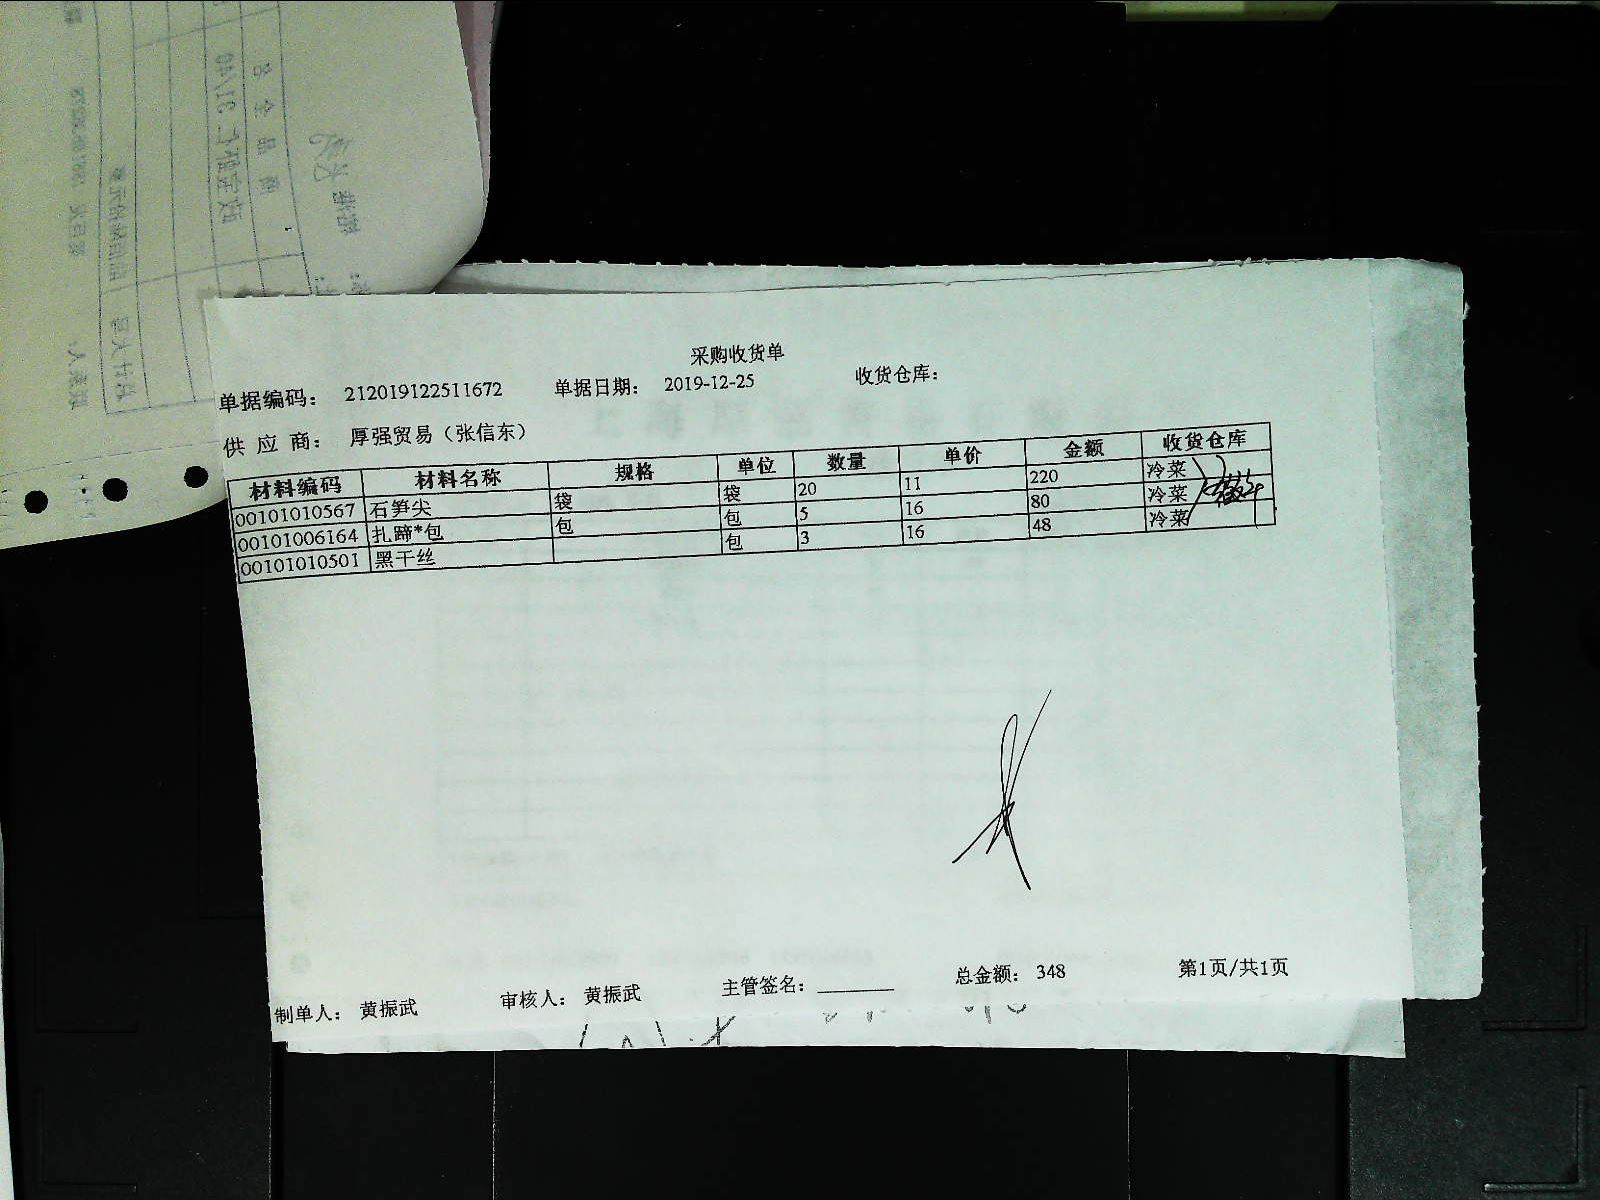 采购收货单
单据编码： 212019122511672 单据日期： 2019-12-25 收货仓库：
供 应 商： 厚强贸易（张信东）
材料编码 材料名称 规格 单位 数量 单价 金额 收货仓库
00101010567 石笋尖 袋 袋 20 11 220 冷菜
00101006164 扎蹄*包 包 包 5 16 80 冷菜
00101010501 黑干丝 包 3 16 48 冷菜
制单人： 黄振武 审核人： 黄振武 主管签名： 总金额： 348 第1页/共1页